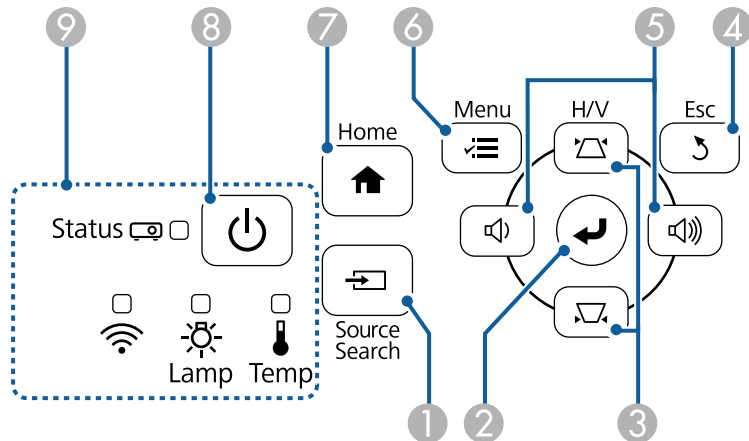 9 8 7 6 5 4
Menu H/V Esc
Home
Status
Source
Search
Lamp Temp
1 2 3